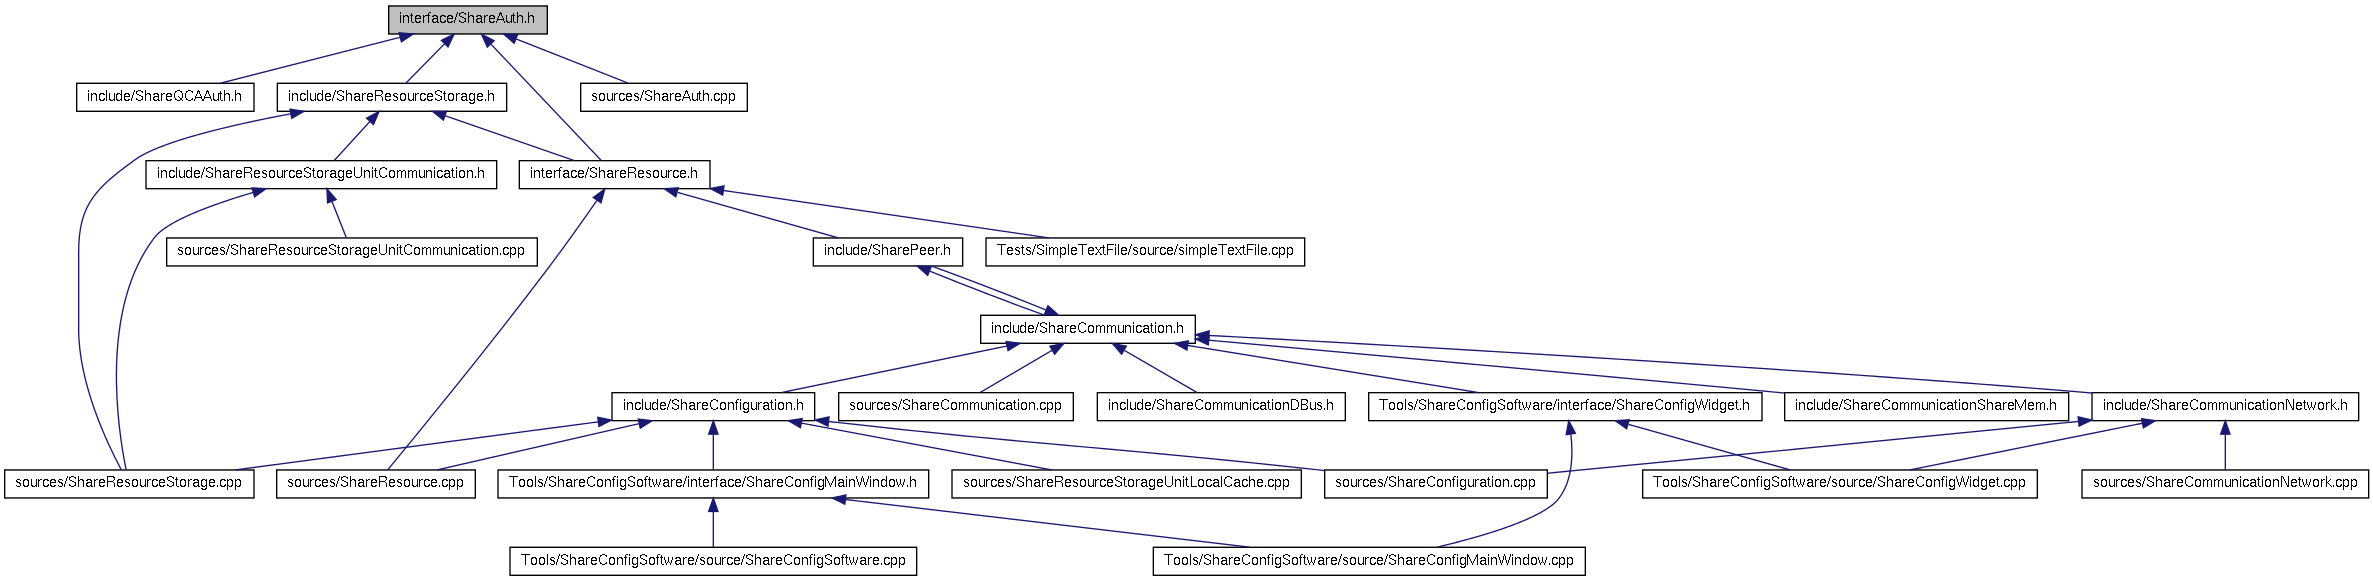 interface/ShareAuth.h
include/ShareQCAAuth.h
include/ShareResourceStorage.h
sources/ShareAuth.cpp
include/ShareResourceStorageUnitCommunication.h
interface/ShareResource.h
sources/ShareResourceStorageUnitCommunication.cpp
include/SharePeer.h
Tests/SimpleTextFile/source/simpleTextFile.cpp
include/ShareCommunication.h
include/ShareConfiguration.h
sources/ShareCommunication.cpp
include/ShareCommunicationDBus.h
Tools/ShareConfigSoftware/interface/ShareConfigWidget.h
include/ShareCommunicationShareMem.h
include/ShareCommunicationNetwork.h
sources/ShareResourceStorage.cpp
sources/ShareResource.cpp
Tools/ShareConfigSoftware/interface/ShareConfigMainWindow.h
sources/ShareResourceStorageUnitLocalCache.cpp
sources/ShareConfiguration.cpp
Tools/ShareConfigSoftware/source/ShareConfigWidget.cpp
sources/ShareCommunicationNetwork.cpp
Tools/ShareConfigSoftware/source/ShareConfigSoftware.cpp
Tools/ShareConfigSoftware/source/ShareConfigMainWindow.cpp